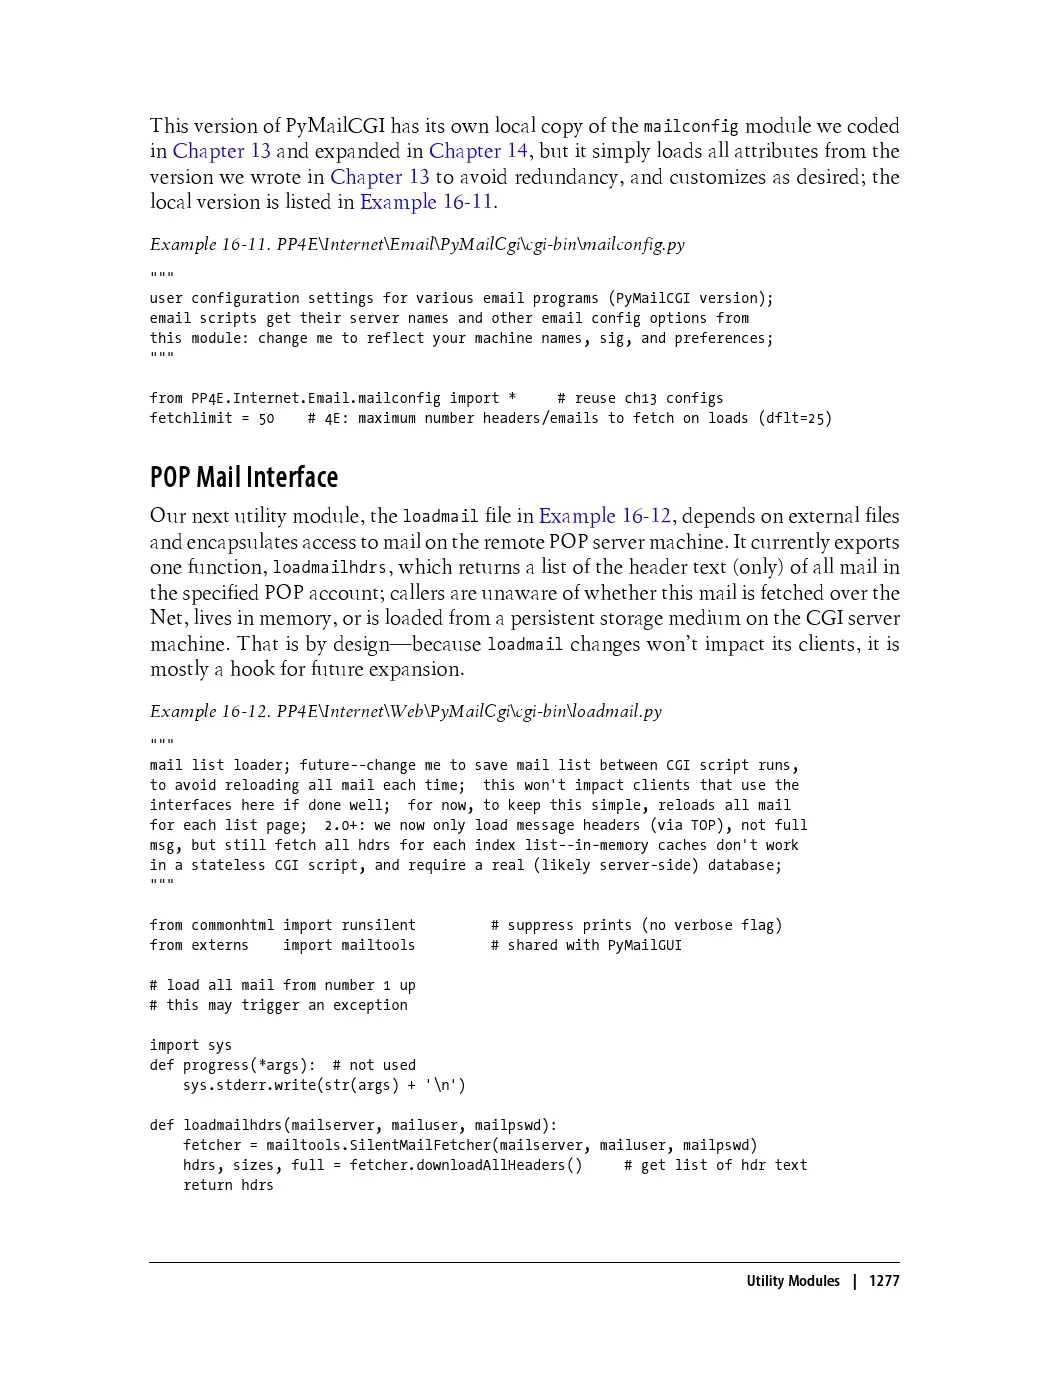 This version of PyMailCGI has its own local copy of the mailconfig module we coded
in Chapter 13 and expanded in Chapter 14, but it simply loads all attributes from the
version we wrote in Chapter 13 to avoid redundancy, and customizes as desired; the
local version is listed in Example 16-11.
Example 16-11. PP4E\Internet\Email\PyMailCgi\cgi-bin\mailconfig.py
"""
user configuration settings for various email programs (PyMailCGI version);
email scripts get their server names and other email config options from
this module: change me to reflect your machine names, sig, and preferences;
"""
from PP4E.Internet.Email.mailconfig import *     # reuse ch13 configs
fetchlimit = 50    # 4E: maximum number headers/emails to fetch on loads (dflt=25)
POP Mail Interface
Our next utility module, the loadmail file in Example 16-12, depends on external files
and encapsulates access to mail on the remote POP server machine. It currently exports
one function, loadmailhdrs, which returns a list of the header text (only) of all mail in
the specified POP account; callers are unaware of whether this mail is fetched over the
Net, lives in memory, or is loaded from a persistent storage medium on the CGI server
machine. That is by design—because loadmail changes won't impact its clients, it is
mostly a hook for future expansion.
Example 16-12. PP4E\Internet\Web\PyMailCgi\cgi-bin\loadmail.py
"""
mail list loader; future--change me to save mail list between CGI script runs,
to avoid reloading all mail each time;  this won't impact clients that use the
interfaces here if done well;  for now, to keep this simple, reloads all mail
for each list page;  2.0+: we now only load message headers (via TOP), not full
msg, but still fetch all hdrs for each index list--in-memory caches don't work
in a stateless CGI script, and require a real (likely server-side) database;
"""
from commonhtml import runsilent         # suppress prints (no verbose flag)
from externs    import mailtools         # shared with PyMailGUI
# load all mail from number 1 up
# this may trigger an exception
import sys
def progress(*args):  # not used
    sys.stderr.write(str(args) + '\n')
def loadmailhdrs(mailserver, mailuser, mailpswd):
    fetcher = mailtools.SilentMailFetcher(mailserver, mailuser, mailpswd)
    hdrs, sizes, full = fetcher.downloadAllHeaders()     # get list of hdr text
    return hdrs
Utility Modules | 1277